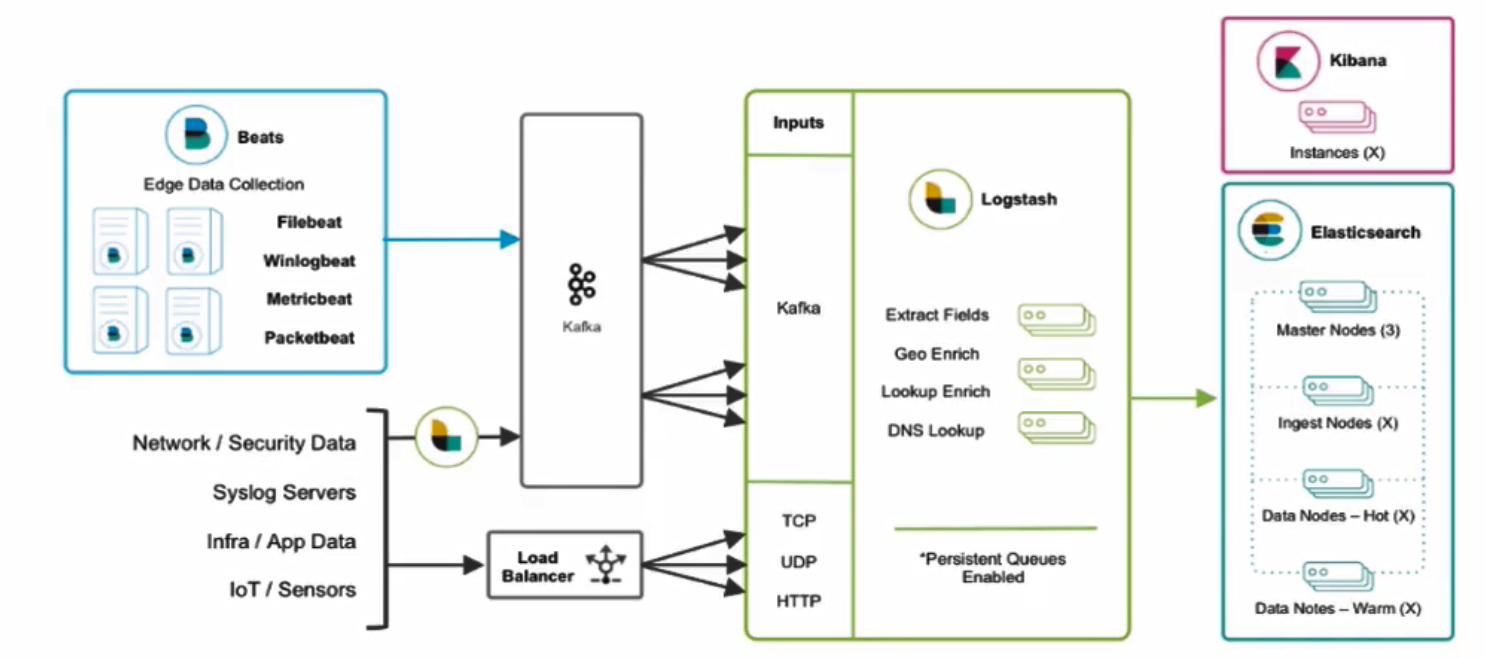 Beats
Edge Data Collection
Filebeat
Winlogbeat
Metricbeat
Packetbeat
Network / Security Data
Syslog Servers
Infra / App Data
IoT / Sensors
Kafka
Load
Balancer
Inputs
Kafka
TCP
UDP
HTTP
Logstash
Extract Fields
Geo Enrich
Lookup Enrich
DNS Lookup
*Persistent Queues
Enabled
Kibana
Instances (X)
Elasticsearch
Master Nodes (3)
Ingest Nodes (X)
Data Nodes – Hot (X)
Data Notes – Warm (X)